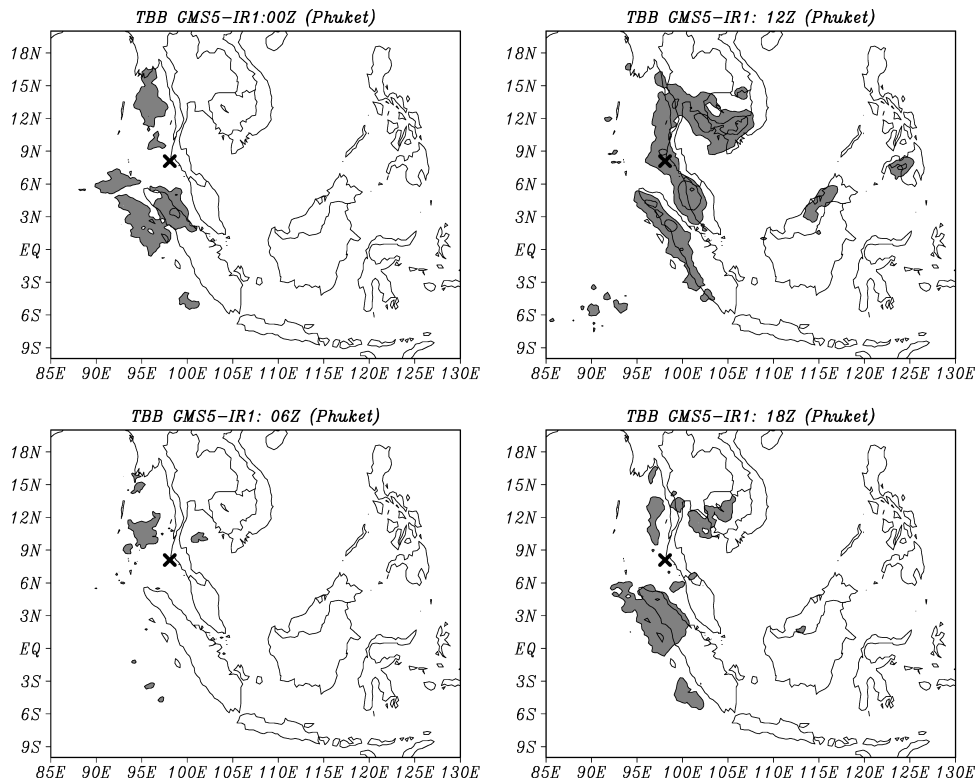 TBB GMS5-IR1:00Z (Phuket)
18N
15N
12N
9N
6N
3N
EQ
3S
6S
9S
85E 90E 95E 100E 105E 110E 115E 120E 125E 130E
TBB GMS5-IR1: 12Z (Phuket)
18N
15N
12N
9N
6N
3N
EQ
3S
6S
9S
85E 90E 95E 100E 105E 110E 115E 120E 125E 130E
TBB GMS5-IR1: 06Z (Phuket)
18N
15N
12N
9N
6N
3N
EQ
3S
6S
9S
85E 90E 95E 100E 105E 110E 115E 120E 125E 130E
TBB GMS5-IR1: 18Z (Phuket)
18N
15N
12N
9N
6N
3N
EQ
3S
6S
9S
85E 90E 95E 100E 105E 110E 115E 120E 125E 130E